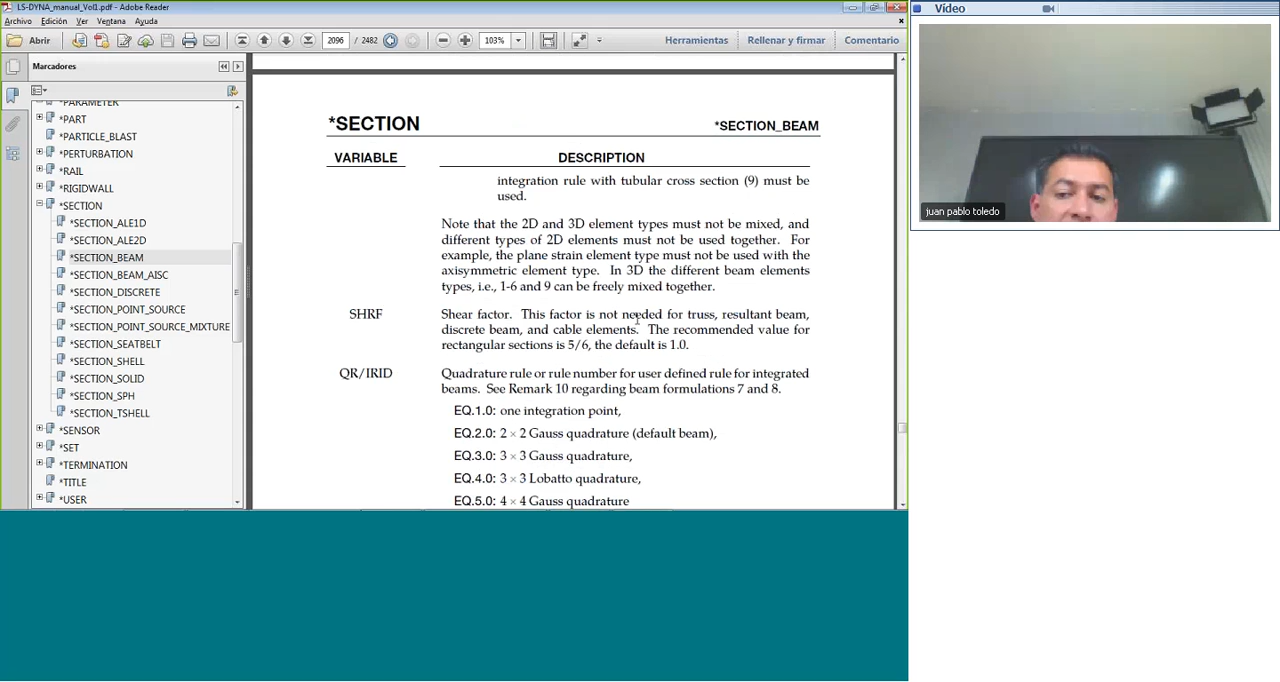 LS-DYNA_manual_Vol1.pdf - Adobe Reader
Archivo Edición Ver Ventana Ayuda
Abrir
2096 / 2482
103%
Herramientas
Rellenar y firmar
Comentario
Marcadores
*PARAMETER
*PART
*PARTICLE_BLAST
*PERTURBATION
*RAIL
*RIGIDWALL
*SECTION
*SECTION_ALE1D
*SECTION_ALE2D
*SECTION_BEAM
*SECTION_BEAM_AISC
*SECTION_DISCRETE
*SECTION_POINT_SOURCE
*SECTION_POINT_SOURCE_MIXTURE
*SECTION_SEATBELT
*SECTION_SHELL
*SECTION_SOLID
*SECTION_SPH
*SECTION_TSHELL
*SENSOR
*SET
*TERMINATION
*TITLE
*USER
*SECTION *SECTION_BEAM
VARIABLE DESCRIPTION
integration rule with tubular cross section (9) must be
used.
Note that the 2D and 3D element types must not be mixed, and
different types of 2D elements must not be used together. For
example, the plane strain element type must not be used with the
axisymmetric element type. In 3D the different beam elements
types, i.e., 1-6 and 9 can be freely mixed together.
SHRF Shear factor. This factor is not needed for truss, resultant beam,
discrete beam, and cable elements. The recommended value for
rectangular sections is 5/6, the default is 1.0.
QR/IRID Quadrature rule or rule number for user defined rule for integrated
beams. See Remark 10 regarding beam formulations 7 and 8.
EQ.1.0: one integration point,
EQ.2.0: 2 × 2 Gauss quadrature (default beam),
EQ.3.0: 3 × 3 Gauss quadrature,
EQ.4.0: 3 × 3 Lobatto quadrature,
EQ.5.0: 4 × 4 Gauss quadrature
Vídeo
juan pablo toledo